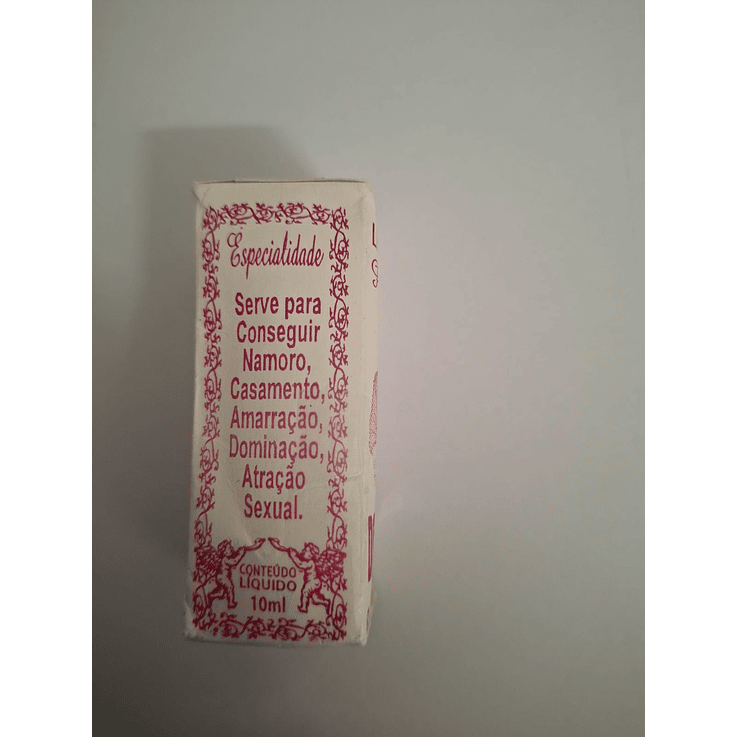 Especialidade
Serve para
Conseguir
Namoro,
Casamento,
Amarração,
Dominação,
Atração
Sexual.
CONTEÚDO
LÍQUIDO
10ml